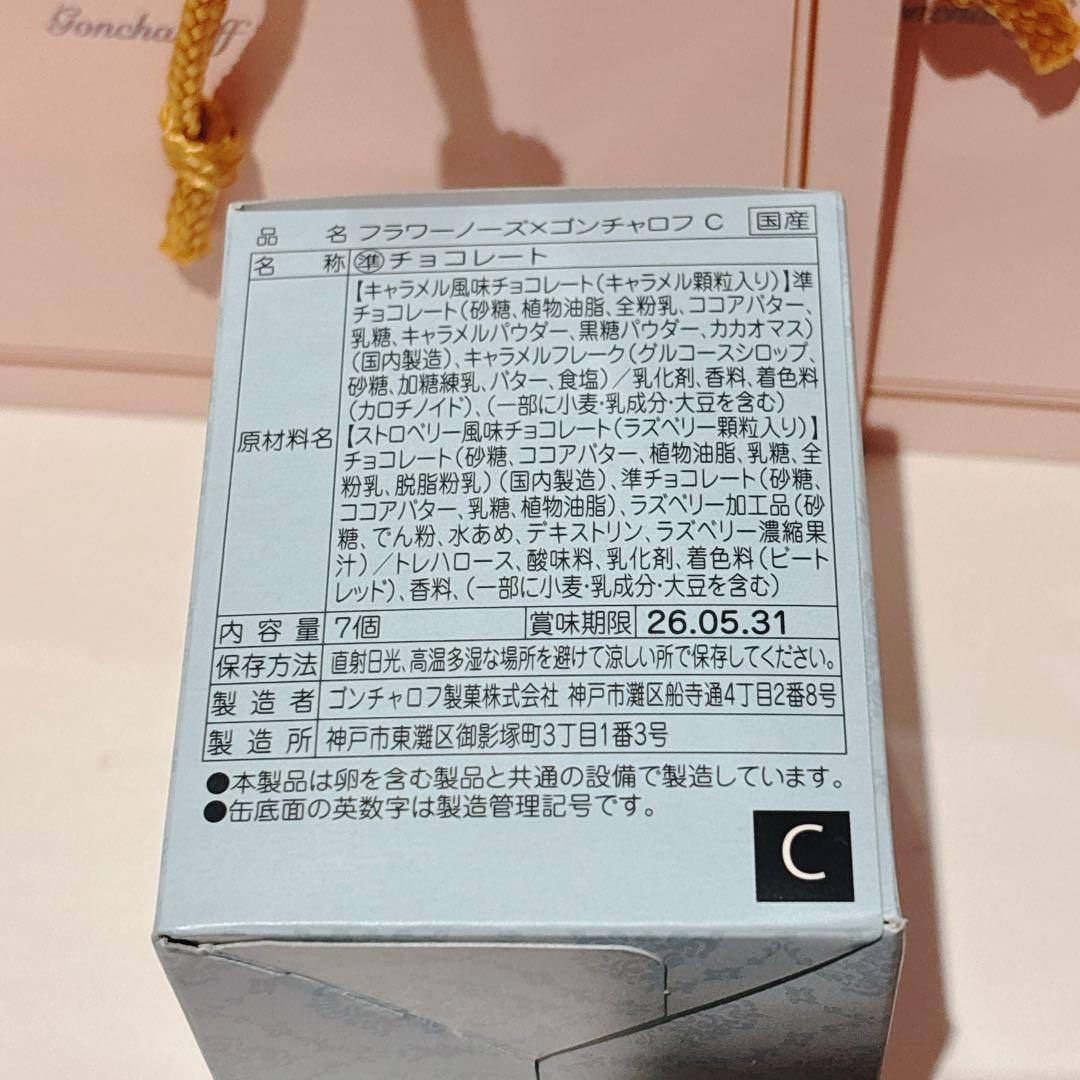 Goncharoff
品名 フラワーノーズ×ゴンチャロフ C 国産
名称 準チョコレート
原材料名
【キャラメル風味チョコレート(キャラメル顆粒入り)】準
チョコレート(砂糖、植物油脂、全粉乳、ココアバター、
乳糖、キャラメルパウダー、黒糖パウダー、カカオマス)
(国内製造)、キャラメルフレーク(グルコースシロップ、
砂糖、加糖練乳、バター、食塩)/乳化剤、香料、着色料
(カロチノイド)、(一部に小麦・乳成分・大豆を含む)
【ストロベリー風味チョコレート(ラズベリー顆粒入り)】
チョコレート(砂糖、ココアバター、植物油脂、乳糖、全
粉乳、脱脂粉乳)(国内製造)、準チョコレート(砂糖、
ココアバター、乳糖、植物油脂)、ラズベリー加工品(砂
糖、でん粉、水あめ、デキストリン、ラズベリー濃縮果
汁)/トレハロース、酸味料、乳化剤、着色料(ビート
レッド)、香料、(一部に小麦・乳成分・大豆を含む)
内容量 7個 賞味期限 26.05.31
保存方法 直射日光、高温多湿な場所を避けて涼しい所で保存してください。
製造者 ゴンチャロフ製菓株式会社 神戸市灘区船寺通4丁目2番8号
製造所 神戸市東灘区御影塚町3丁目1番3号
●本製品は卵を含む製品と共通の設備で製造しています。
●缶底面の英数字は製造管理記号です。
C